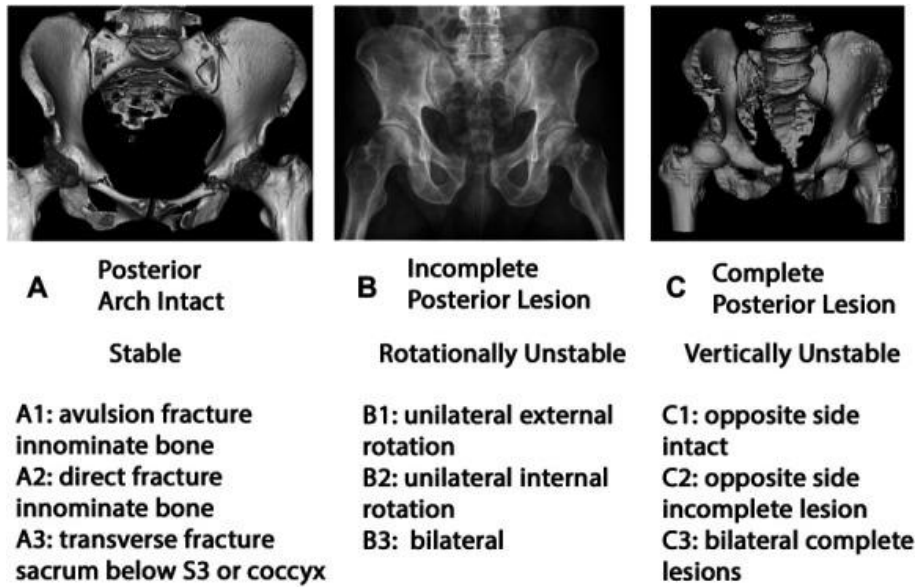 A Posterior
Arch Intact
Stable
A1: avulsion fracture
innominate bone
A2: direct fracture
innominate bone
A3: transverse fracture
sacrum below S3 or coccyx
B Incomplete
Posterior Lesion
Rotationally Unstable
B1: unilateral external
rotation
B2: unilateral internal
rotation
B3: bilateral
C Complete
Posterior Lesion
Vertically Unstable
C1: opposite side
intact
C2: opposite side
incomplete lesion
C3: bilateral complete
lesions